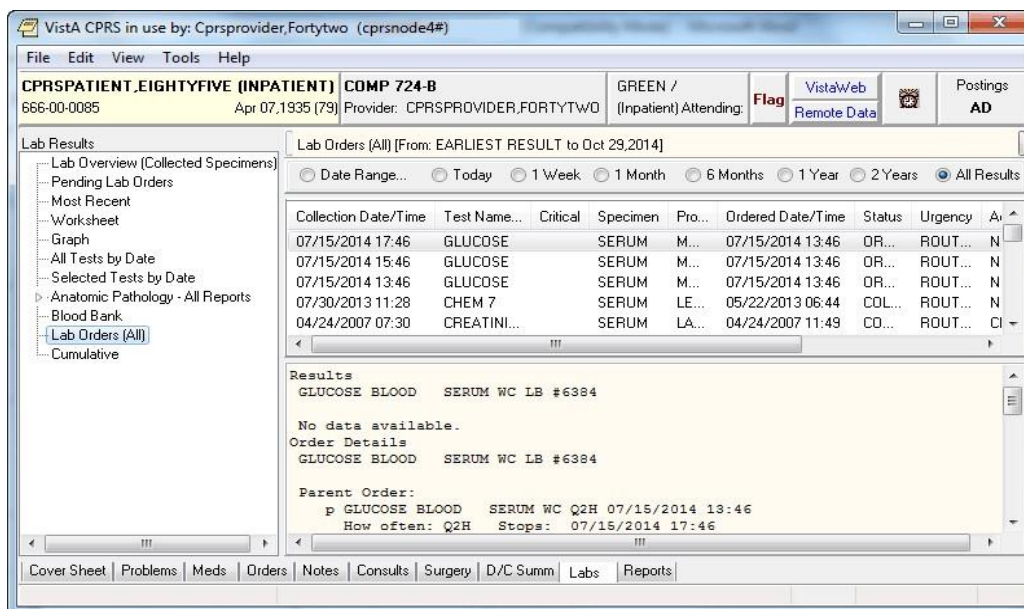 VistA CPRS in use by: Cprsprovider,Fortytwo (cprsnode4#)
File Edit View Tools Help
CPRSPATIENT,EIGHTYFIVE (INPATIENT) COMP 724-B GREEN / Flag VistaWeb Postings
666-00-0085 Apr 07,1935 (79) Provider: CPRSPROVIDER,FORTYTWO (Inpatient) Attending: Remote Data AD
Lab Results
Lab Overview (Collected Specimens)
Pending Lab Orders
Most Recent
Worksheet
Graph
All Tests by Date
Selected Tests by Date
Anatomic Pathology - All Reports
Blood Bank
Lab Orders (All)
Cumulative
Lab Orders (All) [From: EARLIEST RESULT to Oct 29,2014]
Date Range... Today 1 Week 1 Month 6 Months 1 Year 2 Years All Results
Collection Date/Time Test Name... Critical Specimen Pro... Ordered Date/Time Status Urgency
07/15/2014 17:46 GLUCOSE SERUM M... 07/15/2014 13:46 OR... ROUT... N
07/15/2014 15:46 GLUCOSE SERUM M... 07/15/2014 13:46 OR... ROUT... N
07/15/2014 13:46 GLUCOSE SERUM M... 07/15/2014 13:46 OR... ROUT... N
07/30/2013 11:28 CHEM 7 SERUM LE... 05/22/2013 06:44 COL... ROUT... N
04/24/2007 07:30 CREATINI... SERUM LA... 04/24/2007 11:49 CO... ROUT...
Results
GLUCOSE BLOOD SERUM WC LB #6384
No data available.
Order Details
GLUCOSE BLOOD SERUM WC LB #6384
Parent Order:
p GLUCOSE BLOOD SERUM WC Q2H 07/15/2014 13:46
How often: Q2H Stops: 07/15/2014 17:46
Cover Sheet Problems Meds Orders Notes Consults Surgery D/C Summ Labs Reports